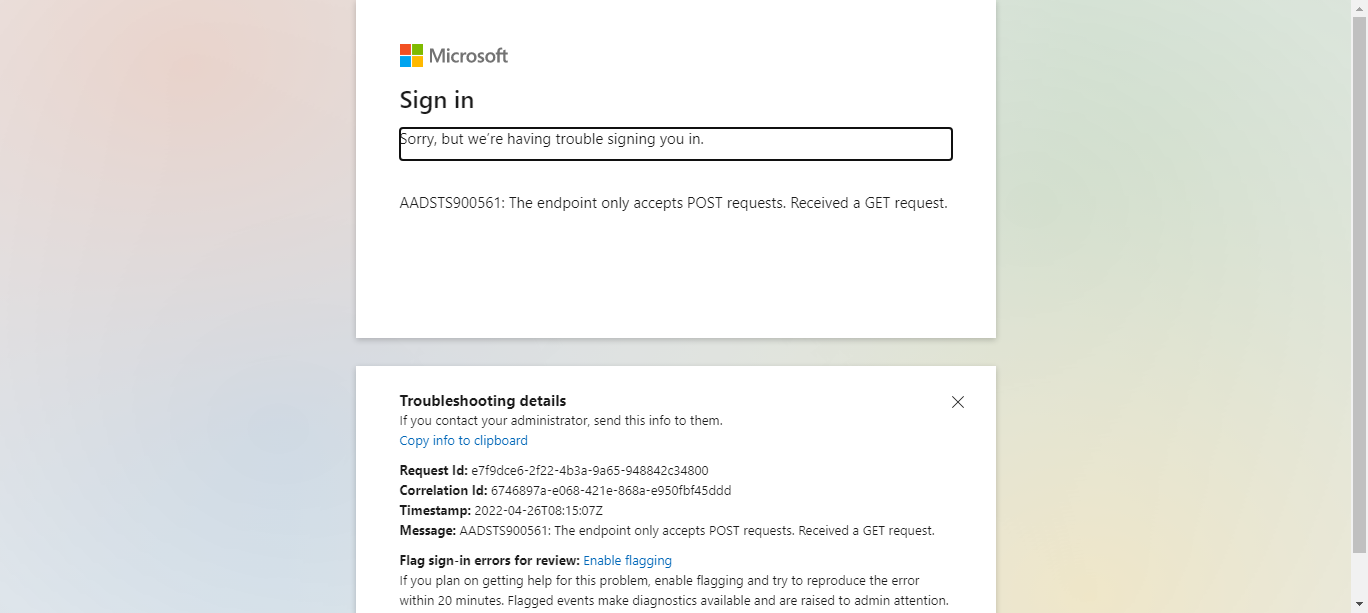 Microsoft
Sign in
Sorry, but we’re having trouble signing you in.
AADSTS900561: The endpoint only accepts POST requests. Received a GET request.
Troubleshooting details
If you contact your administrator, send this info to them.
Copy info to clipboard
Request Id: e7f9dce6-2f22-4b3a-9a65-948842c34800
Correlation Id: 6746897a-e068-421e-868a-e950fbf45ddd
Timestamp: 2022-04-26T08:15:07Z
Message: AADSTS900561: The endpoint only accepts POST requests. Received a GET request.
Flag sign-in errors for review: Enable flagging
If you plan on getting help for this problem, enable flagging and try to reproduce the error
within 20 minutes. Flagged events make diagnostics available and are raised to admin attention.